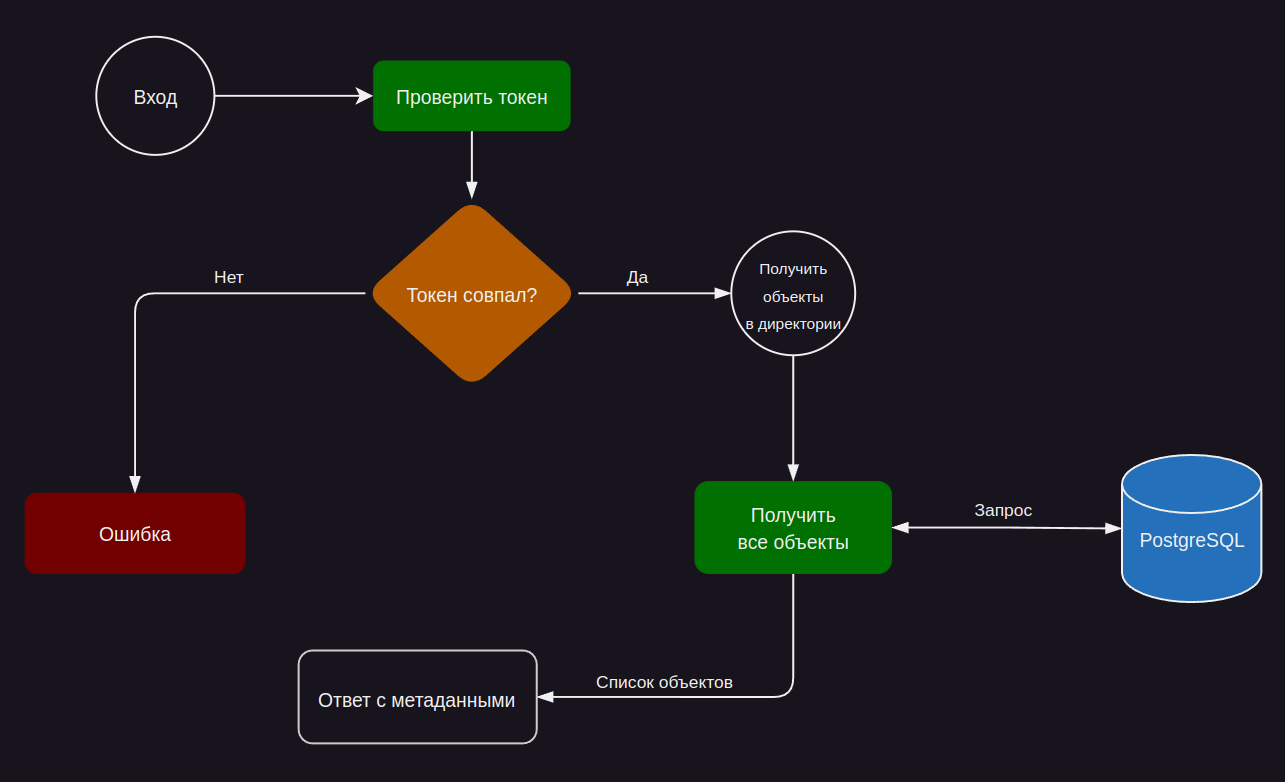 Вход
Проверить токен
Нет
Токен совпал?
Да
Получить
объекты
в директории
Ошибка
Получить
все объекты
Запрос
PostgreSQL
Список объектов
Ответ с метаданными